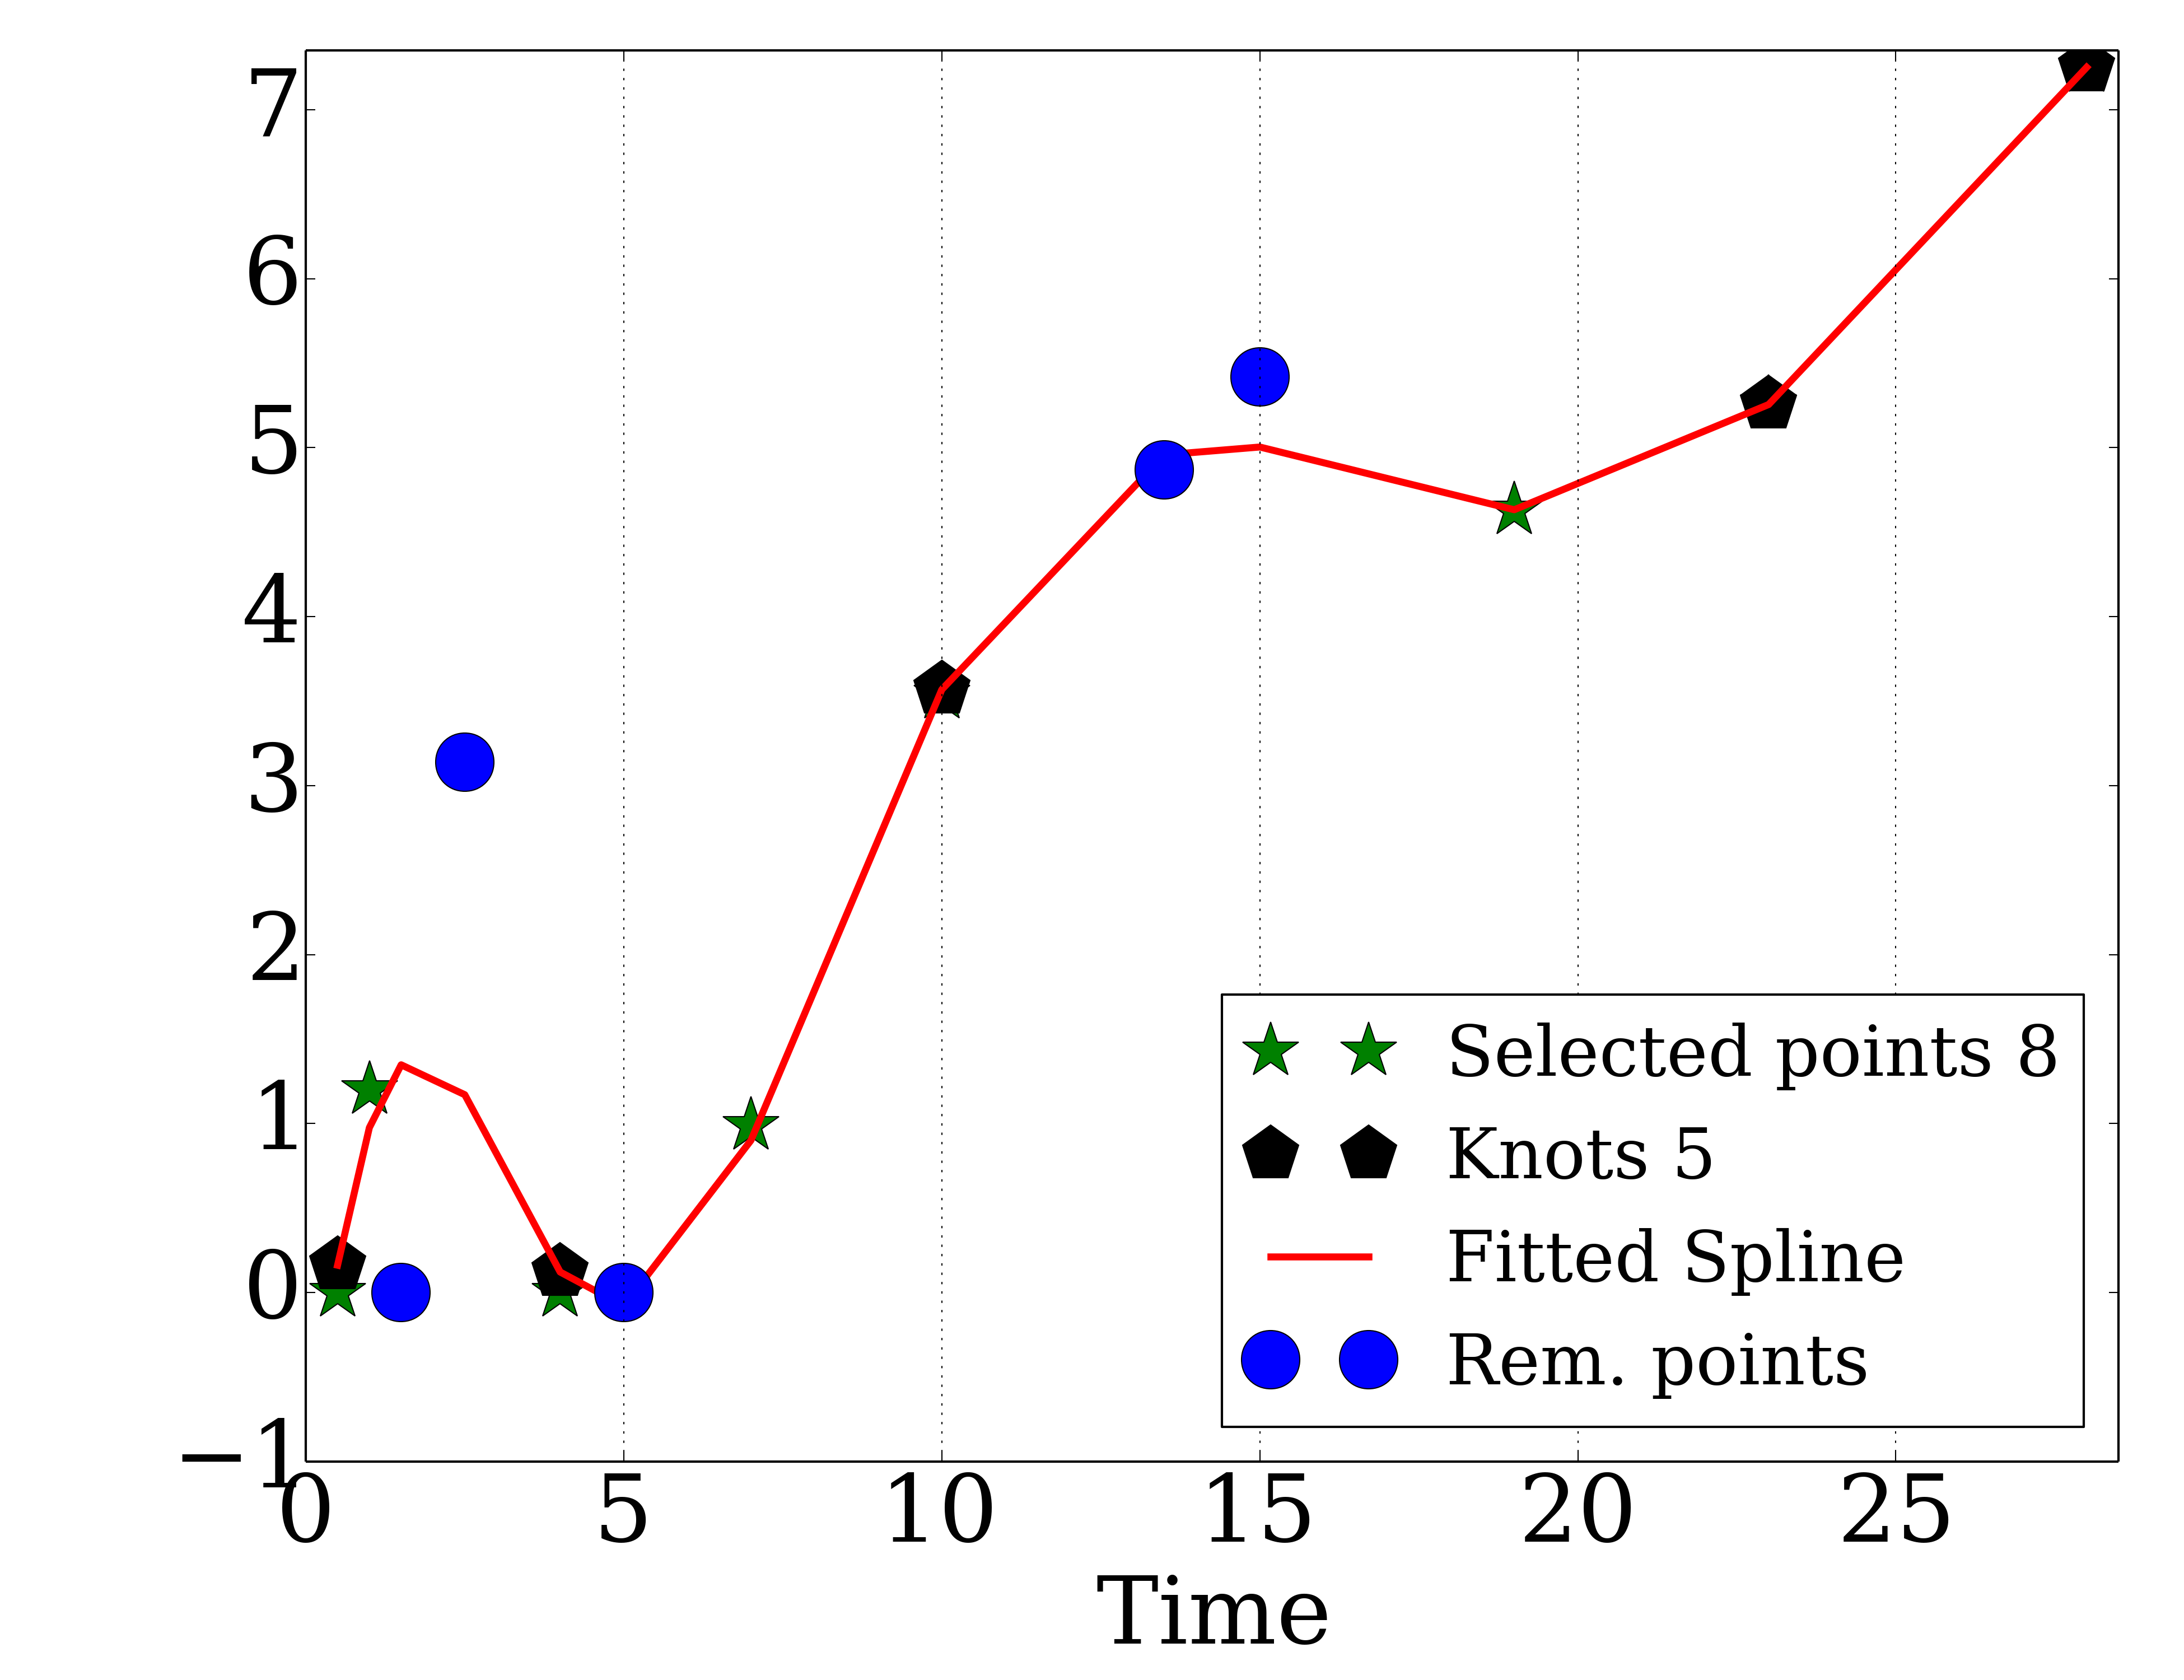 7
6
5
4
3
2
1
0
−1
0 5 10 15 20 25
Time
Selected points 8
Knots 5
Fitted Spline
Rem. points